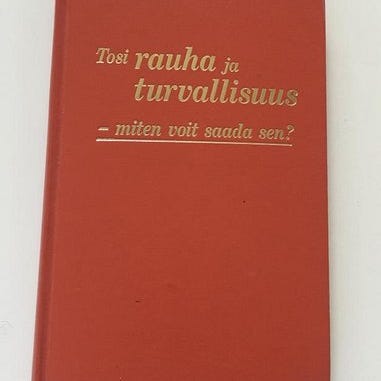 Tosi rauha ja
turvallisuus
– miten voit saada sen?